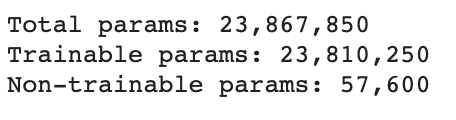 Total params: 23,867,850
Trainable params: 23,810,250
Non-trainable params: 57,600